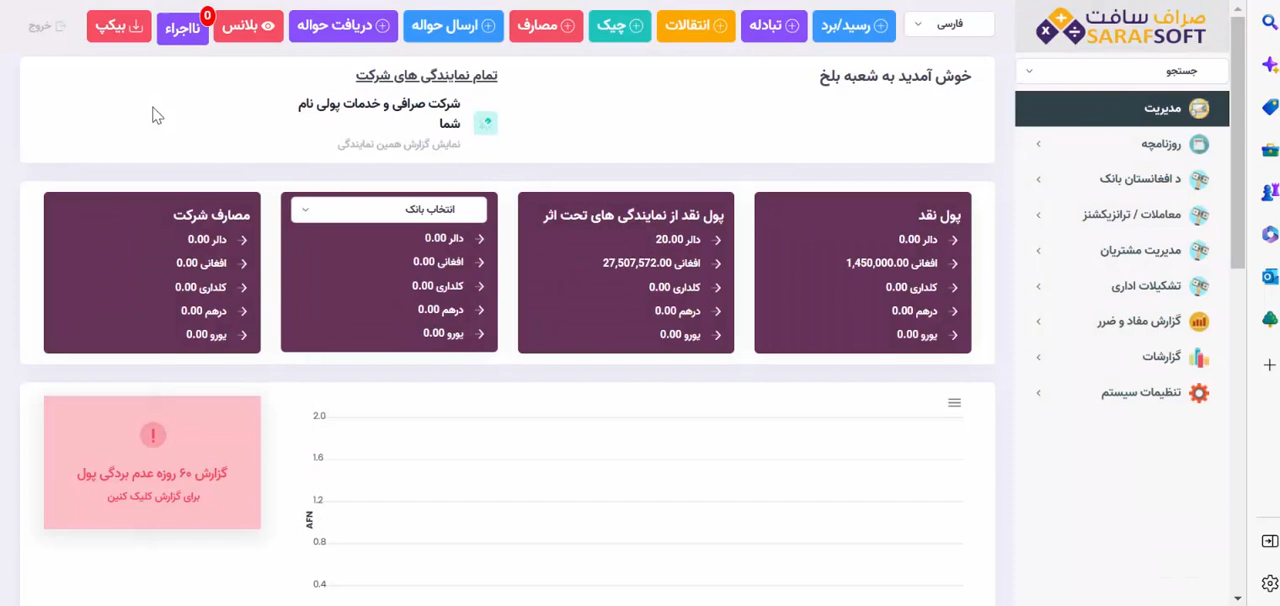 صراف سافت
SARAFSOFT
جستجو
مدیریت
روزنامچه
د افغانستان بانک
معاملات / ترانزیکشنز
مدیریت مشتریان
تشکیلات اداری
گزارش مفاد و ضرر
گزارشات
تنظیمات سیستم
فارسی
رسید/برد
تبادله
انتقالات
چیک
مصارف
ارسال حواله
دریافت حواله
بلانس
نااجراء
0
بیکپ
خروج
خوش آمدید به شعبه بلخ
تمام نمایندگی های شرکت
شرکت صرافی و خدمات پولی نام
شما
نمایش گزارش همین نمایندگی
پول نقد
دالر 0.00
افغانی 1,450,000.00
کلداری 0.00
درهم 0.00
یورو 0.00
پول نقد از نمایندگی های تحت اثر
دالر 20.00
افغانی 27,507,572.00
کلداری 0.00
درهم 0.00
یورو 0.00
انتخاب بانک
دالر 0.00
افغانی 0.00
کلداری 0.00
درهم 0.00
یورو 0.00
مصارف شرکت
دالر 0.00
افغانی 0.00
کلداری 0.00
درهم 0.00
یورو 0.00
2.0
1.6
1.2
0.8
0.4
AFN
!
گزارش ۶۰ روزه عدم بردگی پول
برای گزارش کلیک کنین